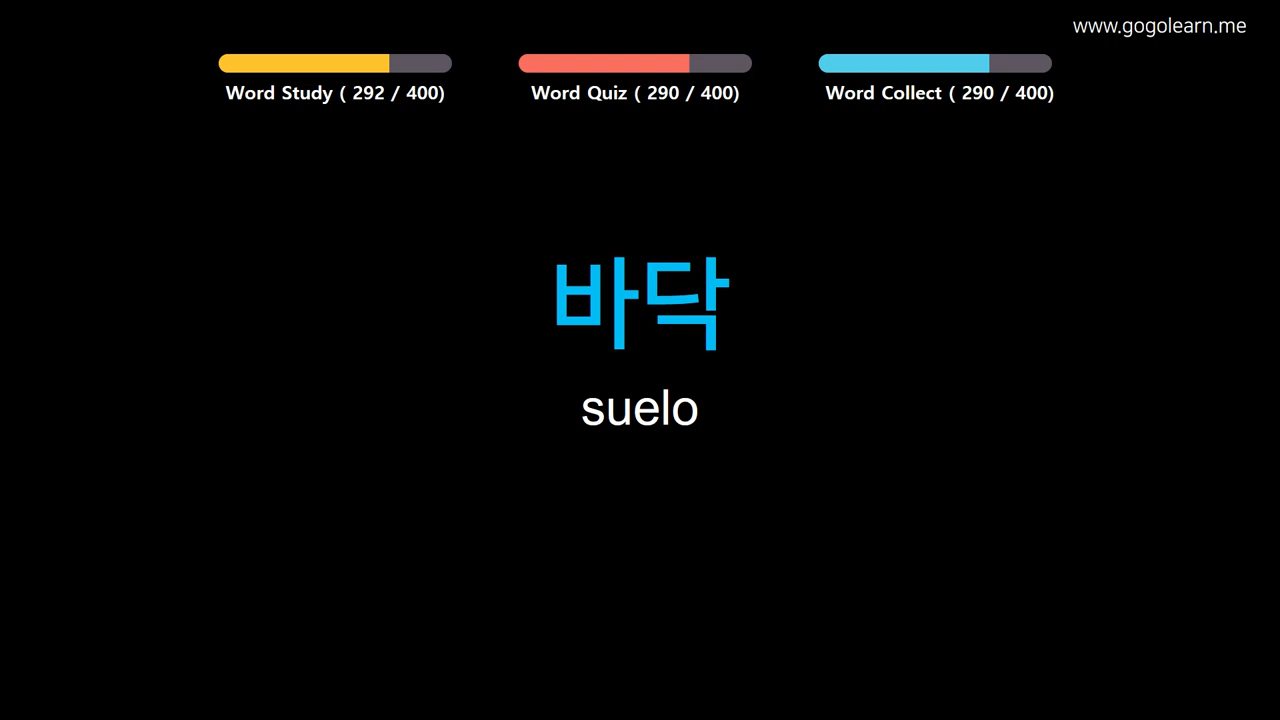 www.gogolearn.me
Word Study ( 292 / 400)
Word Quiz ( 290 / 400)
Word Collect ( 290 / 400)
바닥
suelo